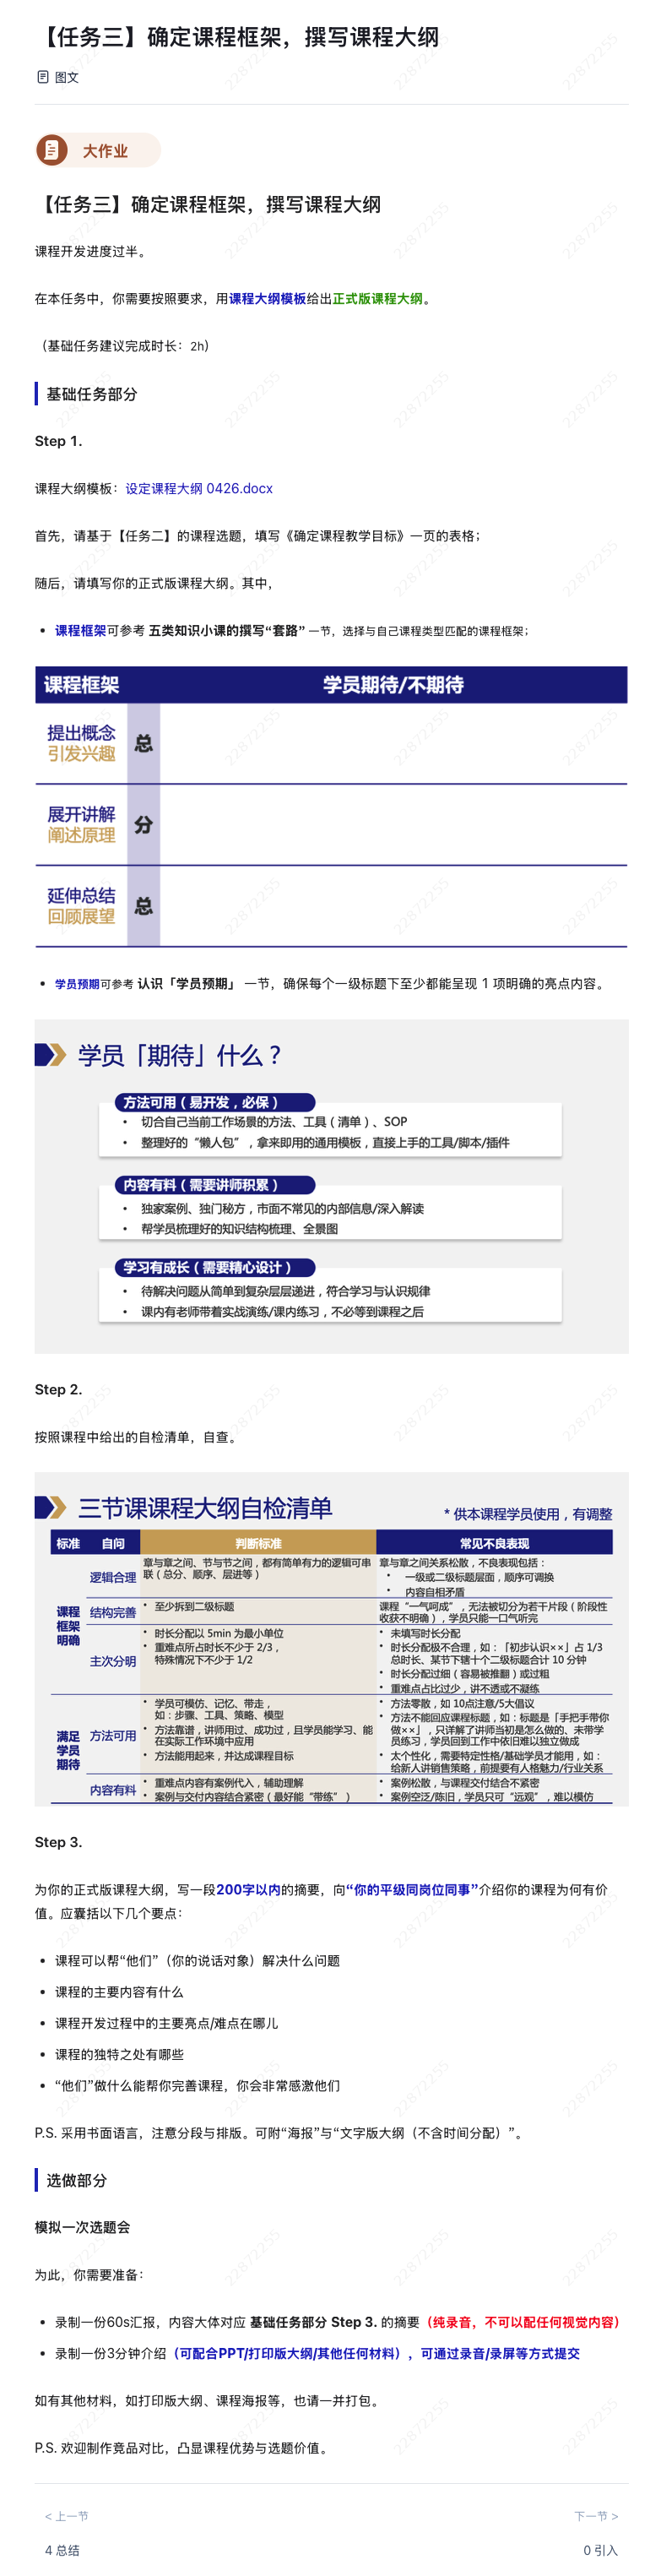 【任务三】确定课程框架，撰写课程大纲
图文
大作业
【任务三】确定课程框架，撰写课程大纲
课程开发进度过半。
在本任务中，你需要按照要求，用课程大纲模板给出正式版课程大纲。
（基础任务建议完成时长：2h）
基础任务部分
Step 1.
课程大纲模板：设定课程大纲 0426.docx
首先，请基于【任务二】的课程选题，填写《确定课程教学目标》一页的表格；
随后，请填写你的正式版课程大纲。其中，
• 课程框架可参考 五类知识小课的撰写“套路” 一节，选择与自己课程类型匹配的课程框架；
课程框架 学员期待/不期待
提出概念
引发兴趣
总
展开讲解
阐述原理
分
延伸总结
回顾展望
总
• 学员预期可参考 认识「学员预期」 一节，确保每个一级标题下至少都能呈现 1 项明确的亮点内容。
学员「期待」什么？
方法可用（易开发，必保）
• 切合自己当前工作场景的方法、工具（清单）、SOP
• 整理好的“懒人包”，拿来即用的通用模板，直接上手的工具/脚本/插件
内容有料（需要讲师积累）
• 独家案例、独门秘方，市面不常见的内部信息/深入解读
• 帮学员梳理好的知识结构梳理、全景图
学习有成长（需要精心设计）
• 待解决问题从简单到复杂层层递进，符合学习与认识规律
• 课内有老师带着实战演练/课内练习，不必等到课程之后
Step 2.
按照课程中给出的自检清单，自查。
三节课课程大纲自检清单
* 供本课程学员使用，有调整
标准 自问 判断标准 常见不良表现
课程
框架
明确
逻辑合理
章与章之间、节与节之间，都有简单有力的逻辑可串
联（总分、顺序、层进等）
章与章之间关系松散，不良表现包括：
• 一级或二级标题层面，顺序可调换
• 内容自相矛盾
结构完善
• 至少拆到二级标题
课程“一气呵成”，无法被切分为若干片段（阶段性
收获不明确），学员只能一口气听完
主次分明
• 时长分配以 5min 为最小单位
• 重难点所占时长不少于 2/3，
特殊情况下不少于 1/2
• 未填写时长分配
• 时长分配极不合理，如：「初步认识××」占 1/3
总时长、某节下辖十个二级标题合计 10 分钟
• 时长分配过细（容易被推翻）或过粗
• 重难点占比过少，讲不透或不凝练
满足
学员
期待
方法可用
• 学员可模仿、记忆、带走，
如：步骤、工具、策略、模型
• 方法靠谱，讲师用过、成功过，且学员能学习、能
在实际工作环境中应用
• 方法能用起来，并达成课程目标
• 方法零散，如 10点注意/5大倡议
• 方法不能回应课程标题，如：标题是「手把手带你
做××」，只详解了讲师当初是怎么做的、未带学
员练习，学员回到工作中依旧难以独立做成
• 太个性化，需要特定性格/基础学员才能用，如：
给新人讲销售策略，前提要有人格魅力/行业关系
内容有料
• 重难点内容有案例代入，辅助理解
• 案例与交付内容结合紧密（最好能“带练”）
• 案例松散，与课程交付结合不紧密
• 案例空泛/陈旧，学员只可“远观”，难以模仿
Step 3.
为你的正式版课程大纲，写一段200字以内的摘要，向“你的平级同岗位同事”介绍你的课程为何有价
值。应囊括以下几个要点：
• 课程可以帮“他们”（你的说话对象）解决什么问题
• 课程的主要内容有什么
• 课程开发过程中的主要亮点/难点在哪儿
• 课程的独特之处有哪些
• “他们”做什么能帮你完善课程，你会非常感激他们
P.S. 采用书面语言，注意分段与排版。可附“海报”与“文字版大纲（不含时间分配）”。
选做部分
模拟一次选题会
为此，你需要准备：
• 录制一份60s汇报，内容大体对应 基础任务部分 Step 3. 的摘要（纯录音，不可以配任何视觉内容）
• 录制一份3分钟介绍（可配合PPT/打印版大纲/其他任何材料），可通过录音/录屏等方式提交
如有其他材料，如打印版大纲、课程海报等，也请一并打包。
P.S. 欢迎制作竞品对比，凸显课程优势与选题价值。
< 上一节
下一节 >
4 总结
0 引入
22872255